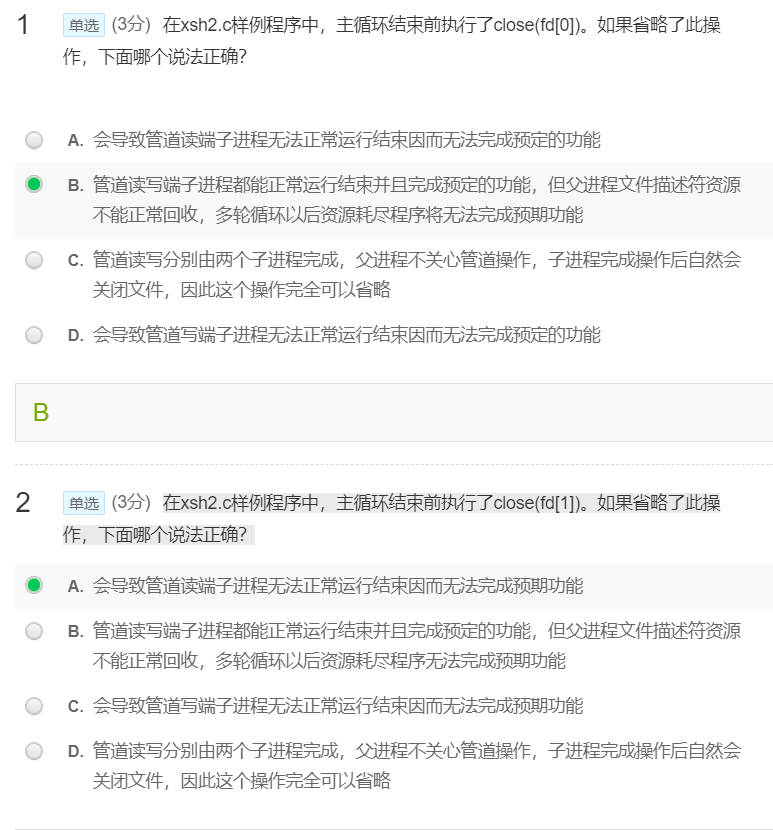 1 单选 (3分) 在xsh2.c样例程序中，主循环结束前执行了close(fd[0])。如果省略了此操
作，下面哪个说法正确？
A. 会导致管道读端子进程无法正常运行结束因而无法完成预定的功能
B. 管道读写端子进程都能正常运行结束并且完成预定的功能，但父进程文件描述符资源
不能正常回收，多轮循环以后资源耗尽程序将无法完成预期功能
C. 管道读写分别由两个子进程完成，父进程不关心管道操作，子进程完成操作后自然会
关闭文件，因此这个操作完全可以省略
D. 会导致管道写端子进程无法正常运行结束因而无法完成预定的功能
B
2 单选 (3分) 在xsh2.c样例程序中，主循环结束前执行了close(fd[1])。如果省略了此操
作，下面哪个说法正确？
A. 会导致管道读端子进程无法正常运行结束因而无法完成预期功能
B. 管道读写端子进程都能正常运行结束并且完成预定的功能，但父进程文件描述符资源
不能正常回收，多轮循环以后资源耗尽程序无法完成预期功能
C. 会导致管道写端子进程无法正常运行结束因而无法完成预期功能
D. 管道读写分别由两个子进程完成，父进程不关心管道操作，子进程完成操作后自然会
关闭文件，因此这个操作完全可以省略